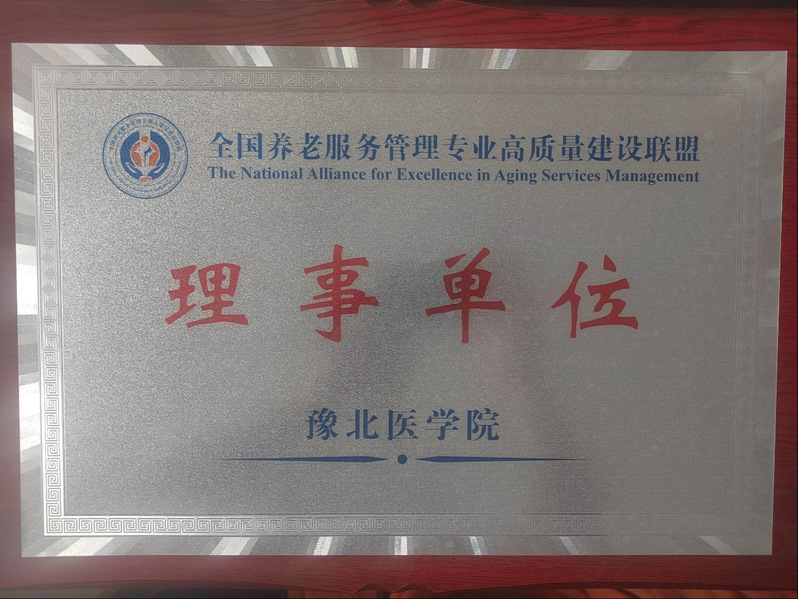 全国养老服务管理专业高质量建设联盟
The National Alliance for Excellence in Aging Services Management
理事单位
豫北医学院